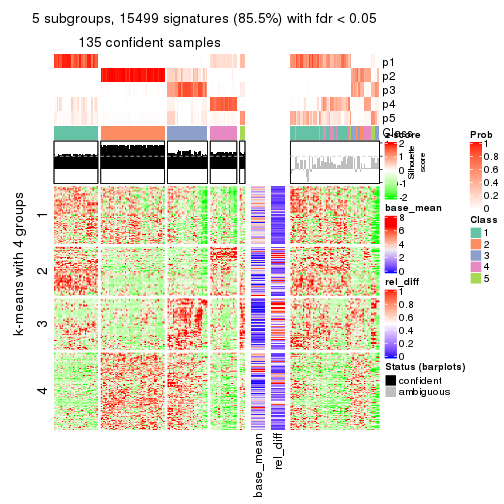 5 subgroups, 15499 signatures (85.5%) with fdr < 0.05
135 confident samples
p1
p2
p3
p4
p5
Class
Silhouette
score
k-means with 4 groups
1
2
3
4
base_mean
rel_diff
z-score
2
1
0
-1
-2
base_mean
8
6
4
2
0
rel_diff
1
0.8
0.6
0.4
0.2
0
Status (barplots)
confident
ambiguous
Prob
1
0.8
0.6
0.4
0.2
0
Class
1
2
3
4
5